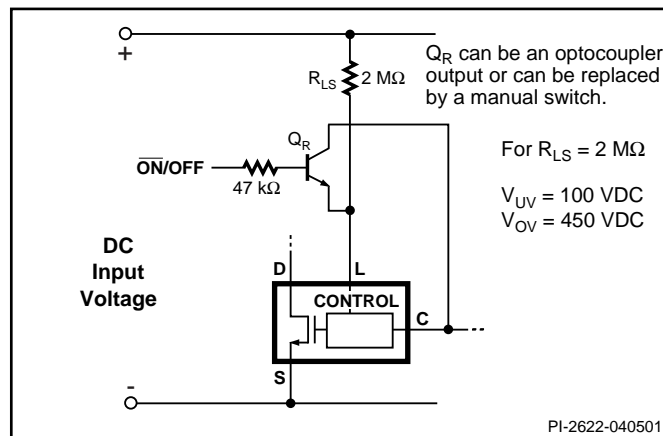 +
R_LS 2 MΩ
Q_R can be an optocoupler
output or can be replaced
by a manual switch.
Q_R
ON/OFF
47 kΩ
For R_LS = 2 MΩ
V_UV = 100 VDC
V_OV = 450 VDC
DC
Input
Voltage
D
L
CONTROL
C
S
-
PI-2622-040501